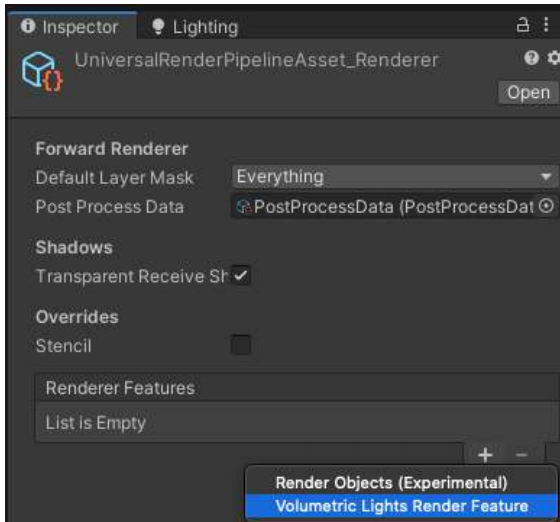 Inspector Lighting
UniversalRenderPipelineAsset_Renderer
Open
Forward Renderer
Default Layer Mask Everything
Post Process Data PostProcessData (PostProcessDat
Shadows
Transparent Receive Sh
Overrides
Stencil
Renderer Features
List is Empty
+ −
Render Objects (Experimental)
Volumetric Lights Render Feature